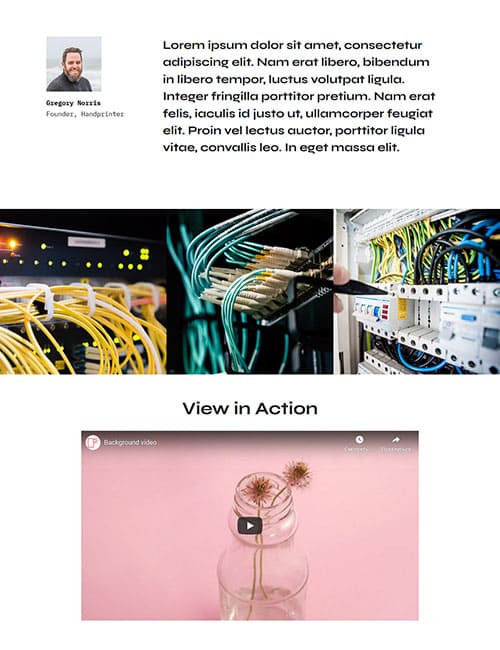 Lorem ipsum dolor sit amet, consectetur
adipiscing elit. Nam erat libero, bibendum
in libero tempor, luctus volutpat ligula.
Integer fringilla porttitor pretium. Nam erat
felis, iaculis id justo ut, ullamcorper feugiat
elit. Proin vel lectus auctor, porttitor ligula
vitae, convallis leo. In eget massa elit.
Gregory Norris
Founder, Handprinter
View in Action
Background video